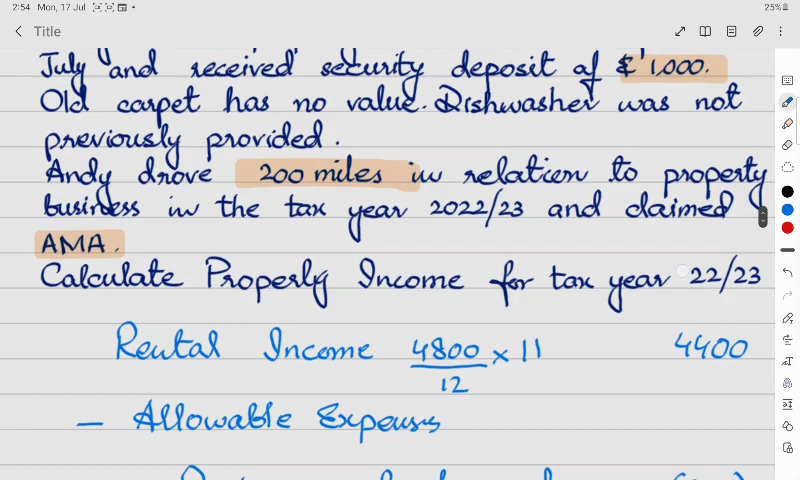 2:54 Mon, 17 Jul
25%
Title
July and received security deposit of £1,000.
Old carpet has no value. Dishwasher was not
previously provided.
Andy drove 200 miles in relation to property
business in the tax year 2022/23 and claimed
AMA.
Calculate Property Income for tax year 22/23
Rental Income 4800/12 × 11 4400
— Allowable Expenses